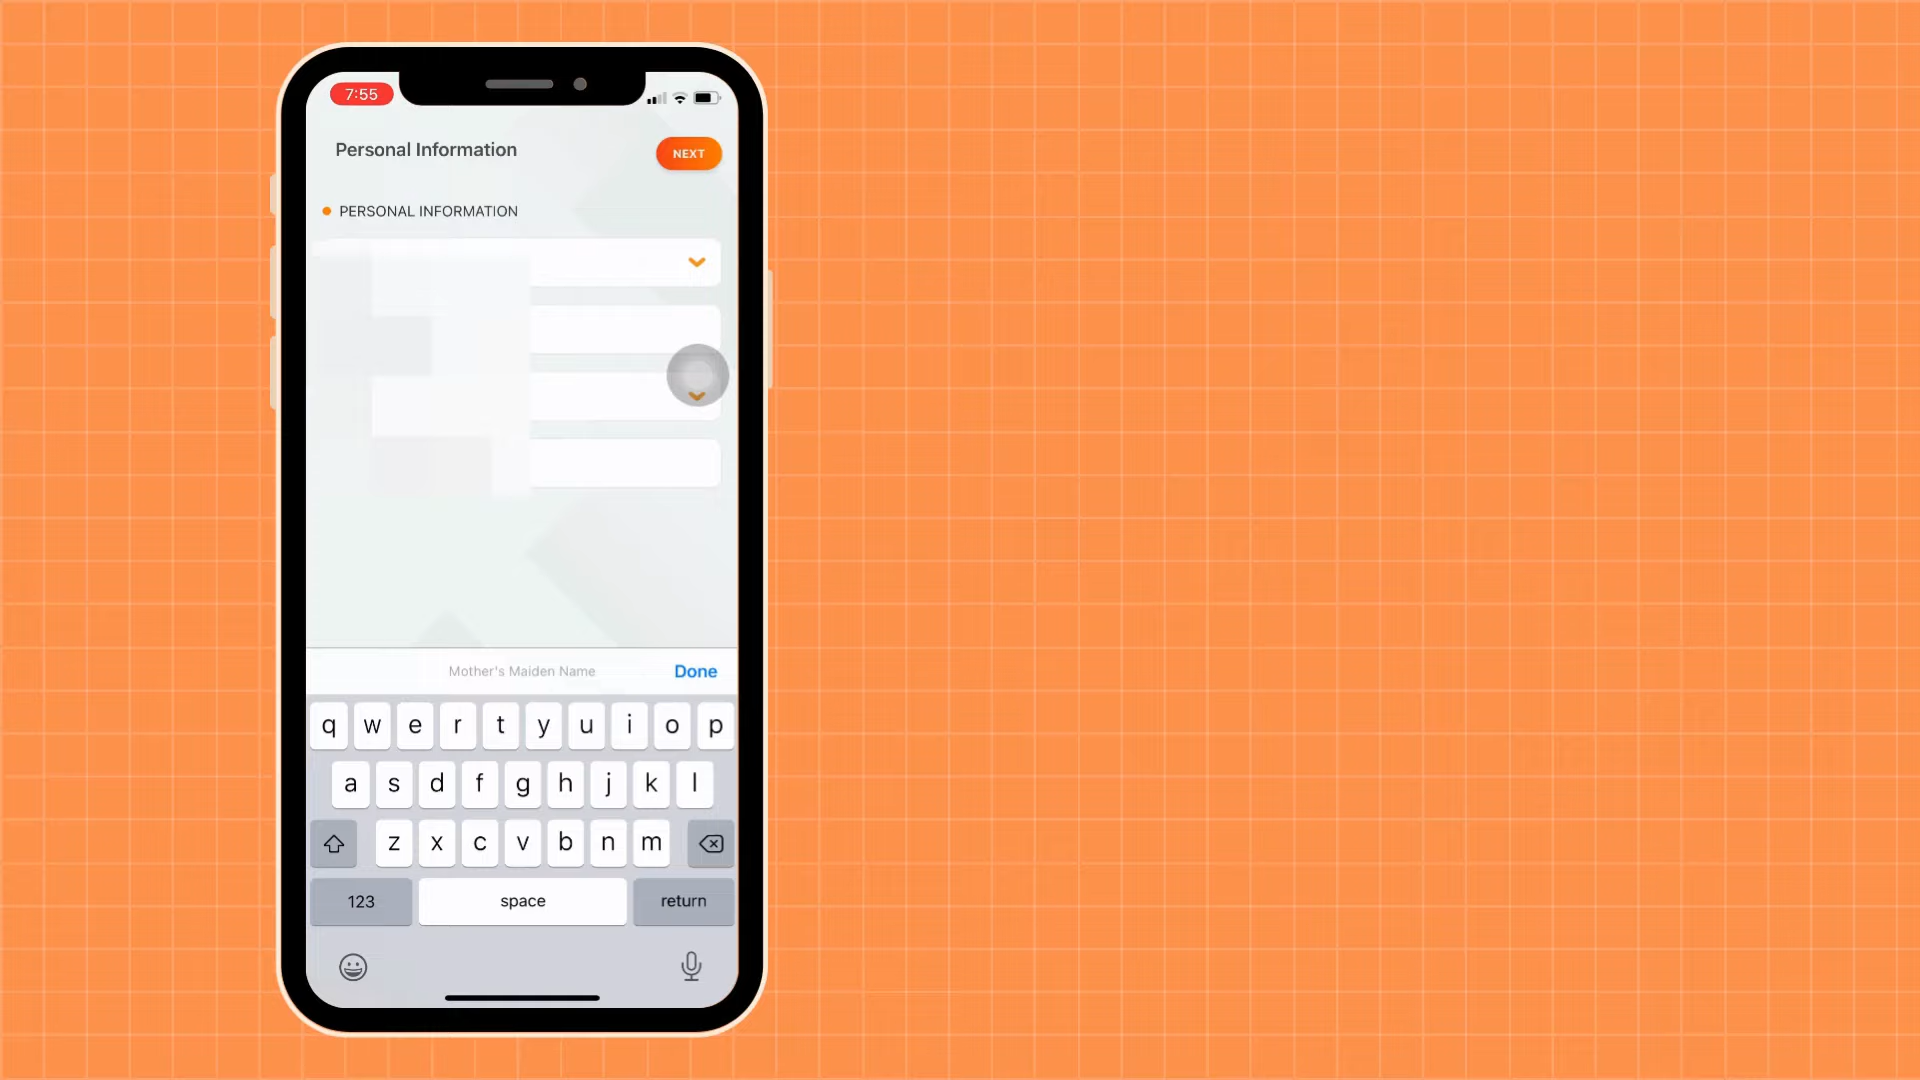 7:55
Personal Information
NEXT
PERSONAL INFORMATION
Mother's Maiden Name
Done
q w e r t y u i o p
a s d f g h j k l
z x c v b n m
123 space return